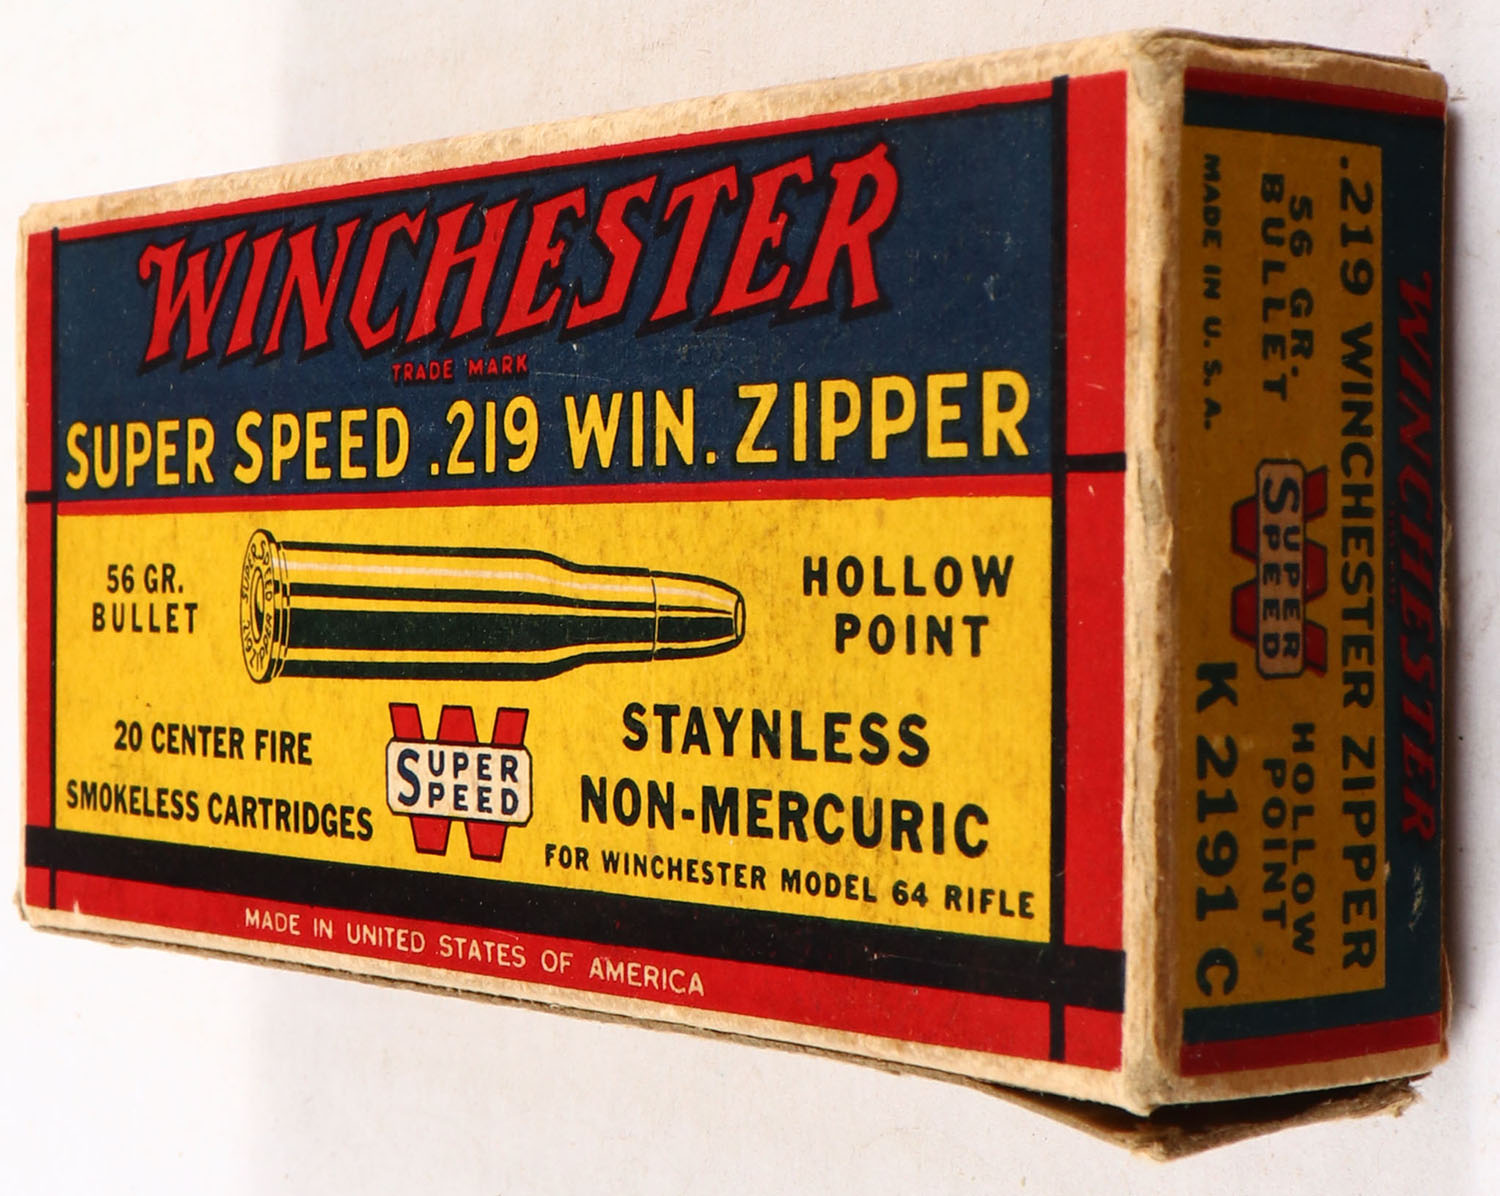 WINCHESTER
TRADE MARK
SUPER SPEED .219 WIN. ZIPPER
56 GR.
BULLET
HOLLOW
POINT
20 CENTER FIRE
SMOKELESS CARTRIDGES
SUPER
SPEED
STAYNLESS
NON-MERCURIC
FOR WINCHESTER MODEL 64 RIFLE
MADE IN UNITED STATES OF AMERICA
WINCHESTER
.219 WINCHESTER ZIPPER
56 GR.
BULLET
W
SUPER
SPEED
HOLLOW
POINT
MADE IN U.S.A.
K 2191 C